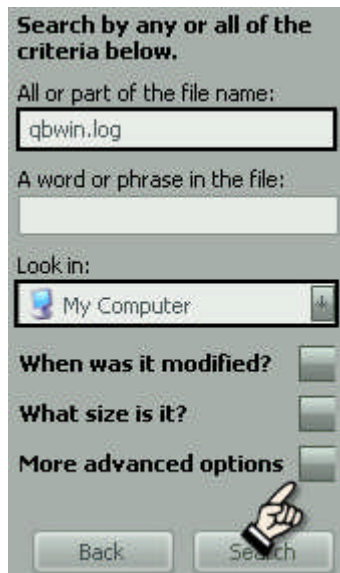 Search by any or all of the
criteria below.
All or part of the file name:
qbwin.log
A word or phrase in the file:
Look in:
My Computer
When was it modified?
What size is it?
More advanced options
Back
Search